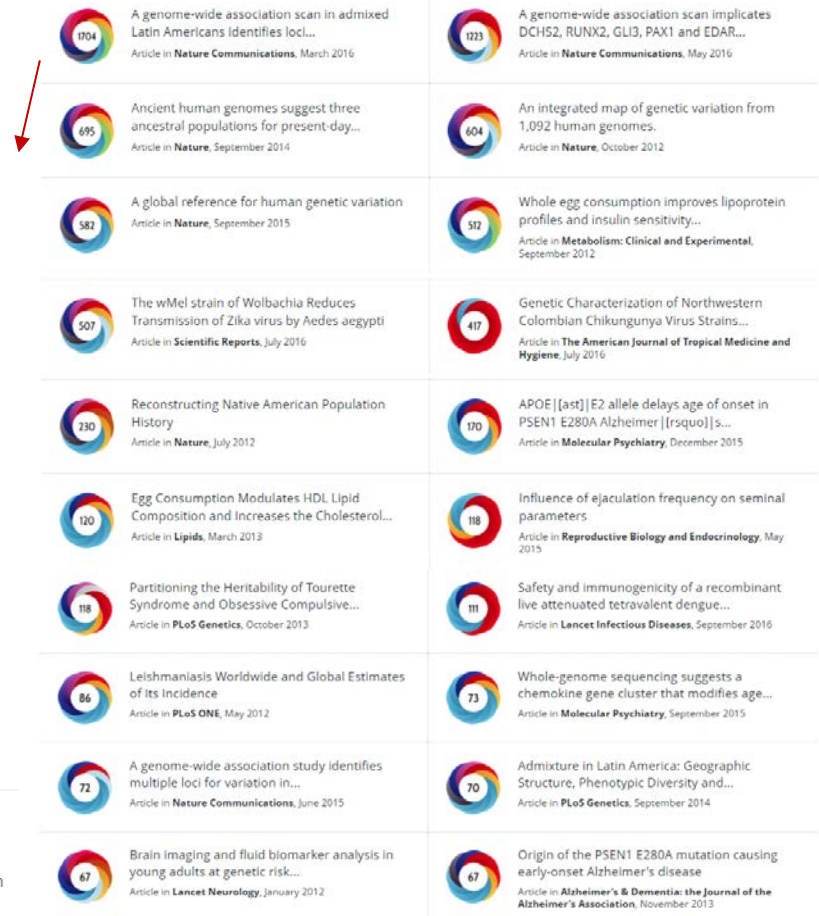 1704
A genome-wide association scan in admixed
Latin Americans identifies loci...
Article in Nature Communications, March 2016
1223
A genome-wide association scan implicates
DCHS2, RUNX2, GLI3, PAX1 and EDAR...
Article in Nature Communications, May 2016
695
Ancient human genomes suggest three
ancestral populations for present-day...
Article in Nature, September 2014
604
An integrated map of genetic variation from
1,092 human genomes.
Article in Nature, October 2012
582
A global reference for human genetic variation
Article in Nature, September 2015
512
Whole egg consumption improves lipoprotein
profiles and insulin sensitivity...
Article in Metabolism: Clinical and Experimental,
September 2012
507
The wMel strain of Wolbachia Reduces
Transmission of Zika virus by Aedes aegypti
Article in Scientific Reports, July 2016
417
Genetic Characterization of Northwestern
Colombian Chikungunya Virus Strains...
Article in The American Journal of Tropical Medicine and
Hygiene, July 2016
230
Reconstructing Native American Population
History
Article in Nature, July 2012
170
APOE|[ast]|E2 allele delays age of onset in
PSEN1 E280A Alzheimer|[rsquo]|s...
Article in Molecular Psychiatry, December 2015
120
Egg Consumption Modulates HDL Lipid
Composition and Increases the Cholesterol...
Article in Lipids, March 2013
118
Influence of ejaculation frequency on seminal
parameters
Article in Reproductive Biology and Endocrinology, May
2015
118
Partitioning the Heritability of Tourette
Syndrome and Obsessive Compulsive...
Article in PLoS Genetics, October 2013
111
Safety and immunogenicity of a recombinant
live attenuated tetravalent dengue...
Article in Lancet Infectious Diseases, September 2016
86
Leishmaniasis Worldwide and Global Estimates
of Its Incidence
Article in PLoS ONE, May 2012
73
Whole-genome sequencing suggests a
chemokine gene cluster that modifies age...
Article in Molecular Psychiatry, September 2015
72
A genome-wide association study identifies
multiple loci for variation in...
Article in Nature Communications, June 2015
70
Admixture in Latin America: Geographic
Structure, Phenotypic Diversity and...
Article in PLoS Genetics, September 2014
67
Brain imaging and fluid biomarker analysis in
young adults at genetic risk...
Article in Lancet Neurology, January 2012
67
Origin of the PSEN1 E280A mutation causing
early-onset Alzheimer's disease
Article in Alzheimer's & Dementia: the Journal of the
Alzheimer's Association, November 2013